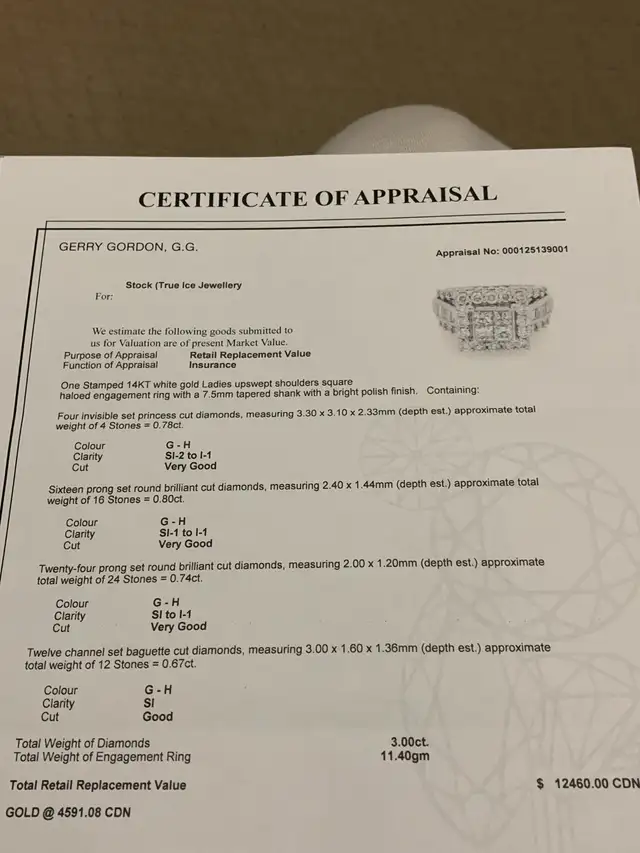 CERTIFICATE OF APPRAISAL
GERRY GORDON, G.G.
Appraisal No: 000125139001
Stock (True Ice Jewellery
For:
We estimate the following goods submitted to
us for Valuation are of present Market Value.
Purpose of Appraisal Retail Replacement Value
Function of Appraisal Insurance
One Stamped 14KT white gold Ladies upswept shoulders square
haloed engagement ring with a 7.5mm tapered shank with a bright polish finish. Containing:
Four invisible set princess cut diamonds, measuring 3.30 x 3.10 x 2.33mm (depth est.) approximate total
weight of 4 Stones = 0.78ct.
Colour G - H
Clarity SI-2 to I-1
Cut Very Good
Sixteen prong set round brilliant cut diamonds, measuring 2.40 x 1.44mm (depth est.) approximate total
weight of 16 Stones = 0.80ct.
Colour G - H
Clarity SI-1 to I-1
Cut Very Good
Twenty-four prong set round brilliant cut diamonds, measuring 2.00 x 1.20mm (depth est.) approximate
total weight of 24 Stones = 0.74ct.
Colour G - H
Clarity SI to I-1
Cut Very Good
Twelve channel set baguette cut diamonds, measuring 3.00 x 1.60 x 1.36mm (depth est.) approximate
total weight of 12 Stones = 0.67ct.
Colour G - H
Clarity SI
Cut Good
Total Weight of Diamonds 3.00ct.
Total Weight of Engagement Ring 11.40gm
Total Retail Replacement Value $ 12460.00 CDN
GOLD @ 4591.08 CDN